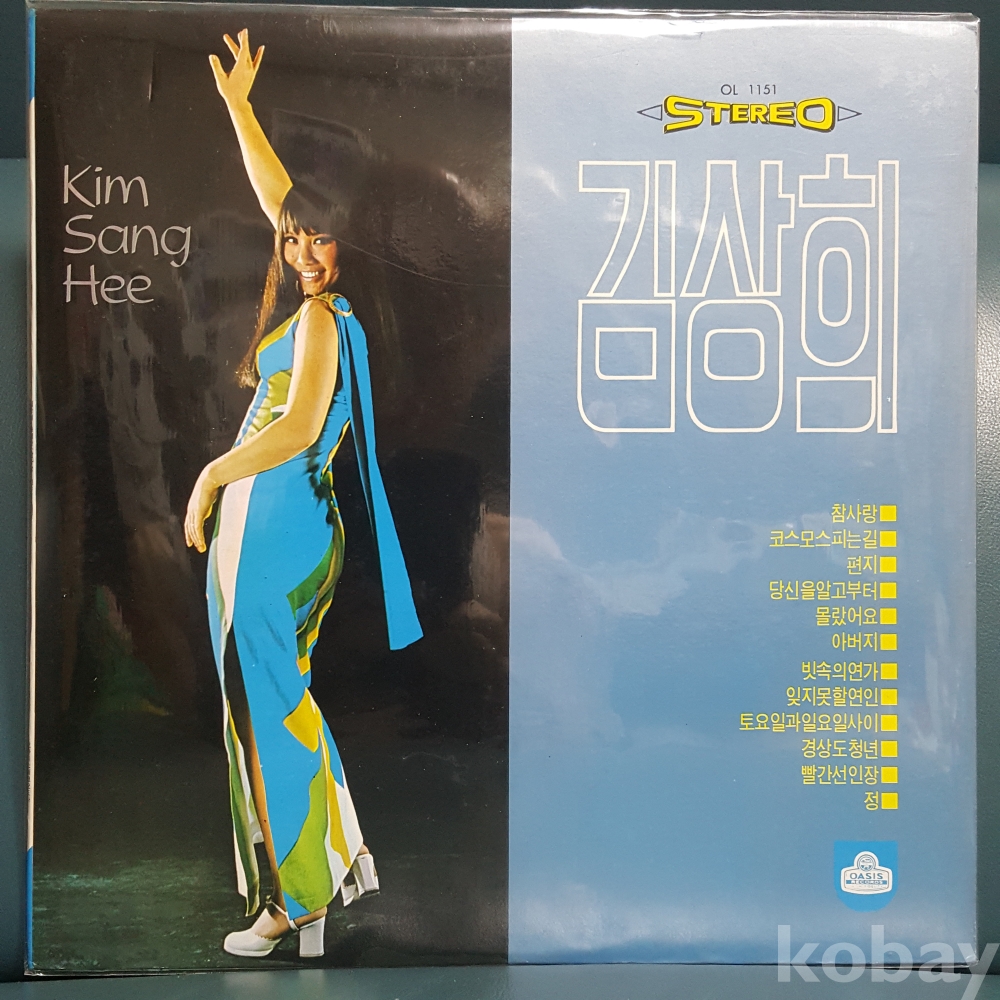 Kim
Sang
Hee
OL 1151
STEREO
김상희
참사랑
코스모스피는길
편지
당신을알고부터
몰랐어요
아버지
빗속의연가
잊지못할연인
토요일과일요일사이
경상도청년
빨간선인장
정
OASIS
RECORDS
kobay